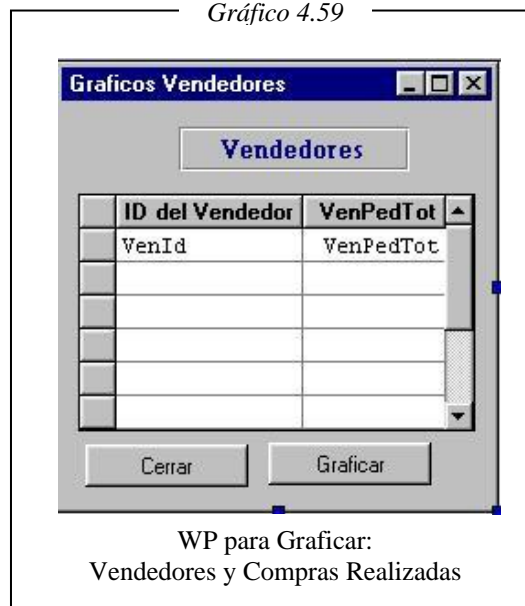 Gráfico 4.59
Graficos Vendedores
Vendedores
ID del Vendedor VenPedTot
VenId VenPedTot
Cerrar Graficar
WP para Graficar:
Vendedores y Compras Realizadas